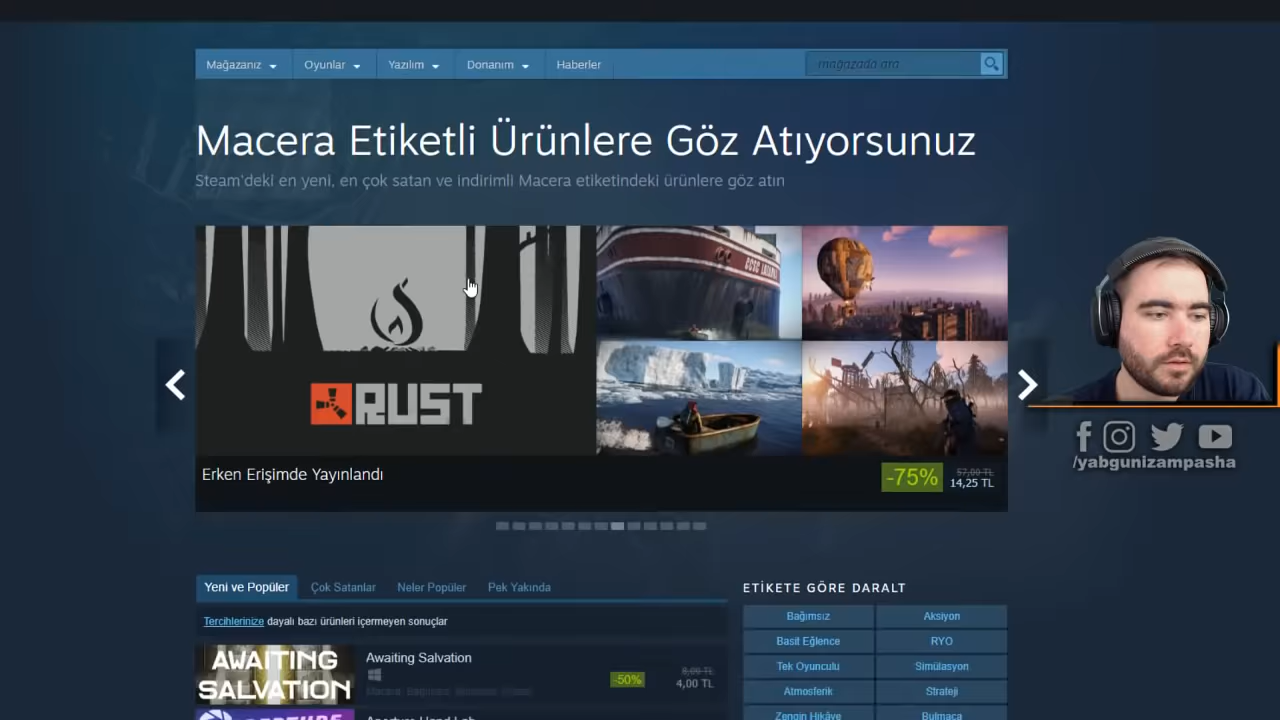 Mağazanız
Oyunlar
Yazılım
Donanım
Haberler
mağazada ara
Macera Etiketli Ürünlere Göz Atıyorsunuz
Steam'deki en yeni, en çok satan ve indirimli Macera etiketindeki ürünlere göz atın
RUST
Erken Erişimde Yayınlandı
-75%
57,00 TL
14,25 TL
/yabgunizampasha
Yeni ve Popüler
Çok Satanlar
Neler Popüler
Pek Yakında
Tercihlerinize dayalı bazı ürünleri içermeyen sonuçlar
AWAITING
SALVATION
Awaiting Salvation
-50%
8,00 TL
4,00 TL
Aperture Hand Lab
ETİKETE GÖRE DARALT
Bağımsız
Aksiyon
Basit Eğlence
RYO
Tek Oyunculu
Simülasyon
Atmosferik
Strateji
Zengin Hikâye
Bulmaca